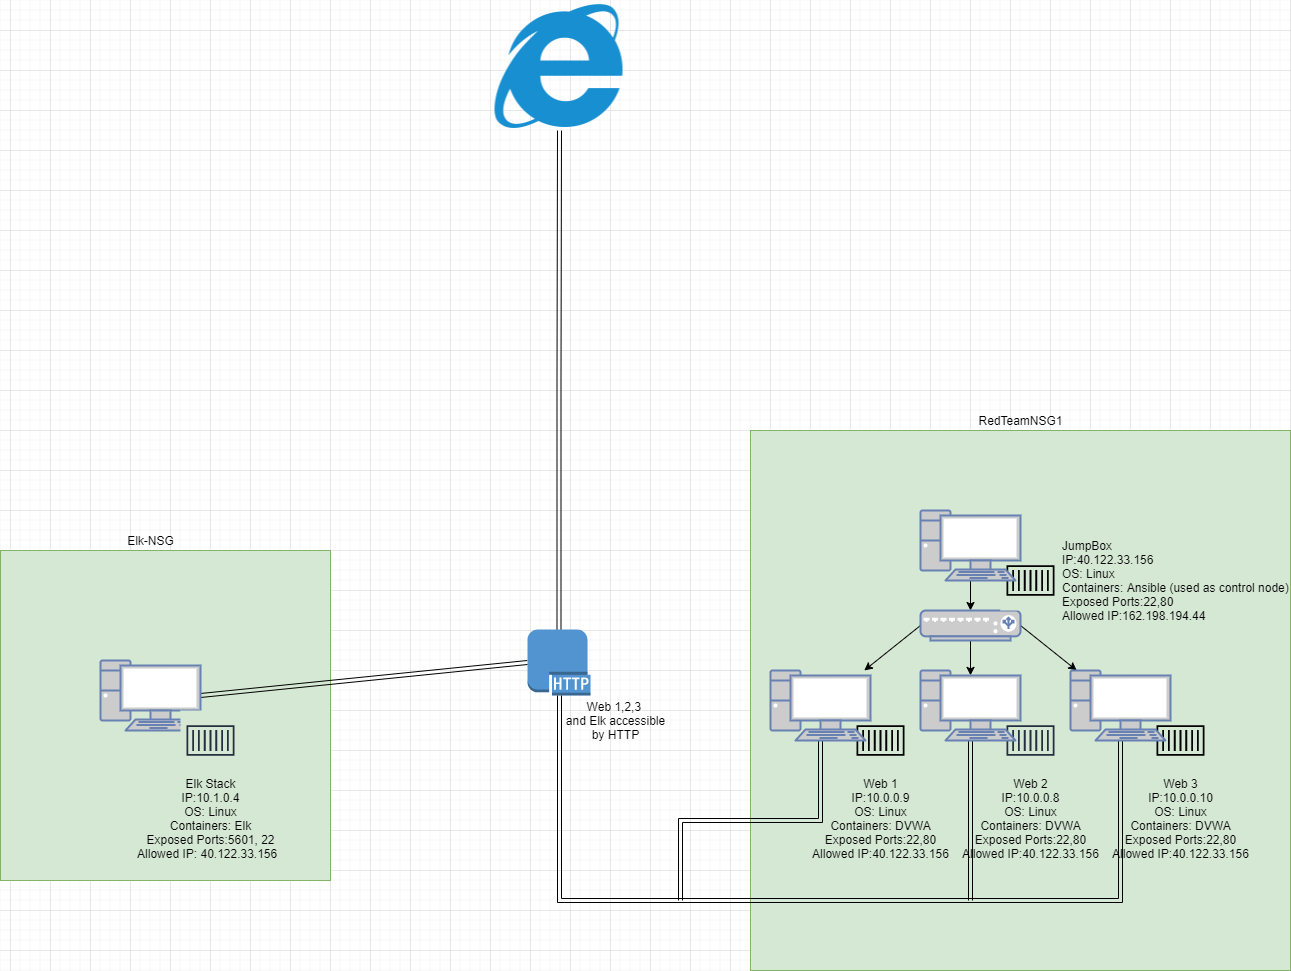 RedTeamNSG1
Elk-NSG
JumpBox
IP:40.122.33.156
OS: Linux
Containers: Ansible (used as control node)
Exposed Ports:22,80
Allowed IP:162.198.194.44
HTTP
Web 1,2,3
and Elk accessible
by HTTP
Elk Stack
IP:10.1.0.4
OS: Linux
Containers: Elk
Exposed Ports:5601, 22
Allowed IP: 40.122.33.156
Web 1
IP:10.0.0.9
OS: Linux
Containers: DVWA
Exposed Ports:22,80
Allowed IP:40.122.33.156
Web 2
IP:10.0.0.8
OS: Linux
Containers: DVWA
Exposed Ports:22,80
Allowed IP:40.122.33.156
Web 3
IP:10.0.0.10
OS: Linux
Containers: DVWA
Exposed Ports:22,80
Allowed IP:40.122.33.156